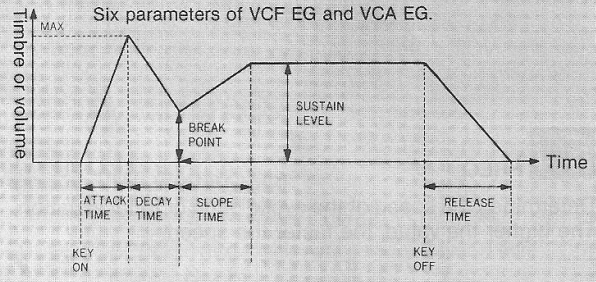 Six parameters of VCF EG and VCA EG.
Timbre or volume
MAX
BREAK
POINT
SUSTAIN
LEVEL
Time
ATTACK
TIME
DECAY
TIME
SLOPE
TIME
RELEASE
TIME
KEY
ON
KEY
OFF